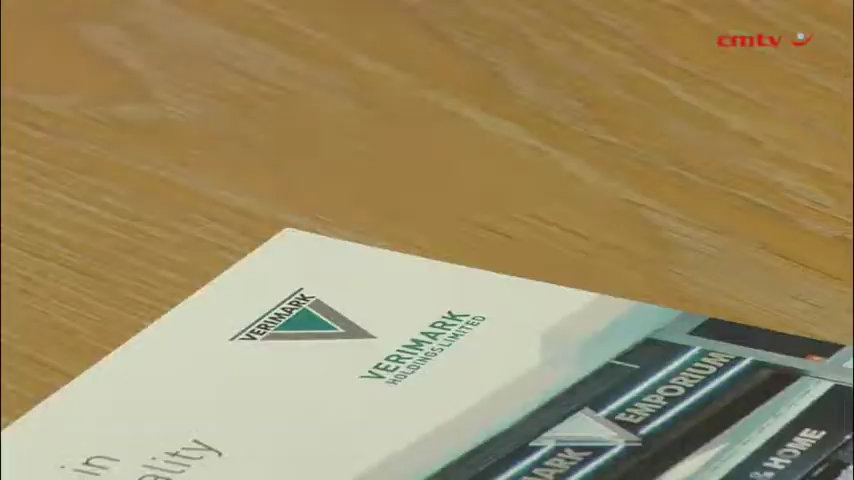 cmtv
VERIMARK
VERIMARK
HOLDINGS LIMITED
in
ality
MARK EMPORIUM
& HOME